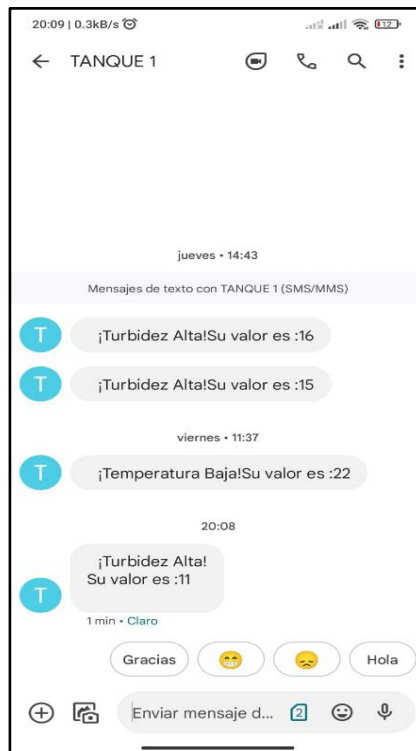 20:09 | 0.3kB/s
12
TANQUE 1
jueves • 14:43
Mensajes de texto con TANQUE 1 (SMS/MMS)
T
¡Turbidez Alta!Su valor es :16
T
¡Turbidez Alta!Su valor es :15
viernes • 11:37
T
¡Temperatura Baja!Su valor es :22
20:08
¡Turbidez Alta!
Su valor es :11
T
1 min • Claro
Gracias
Hola
Enviar mensaje d...
2